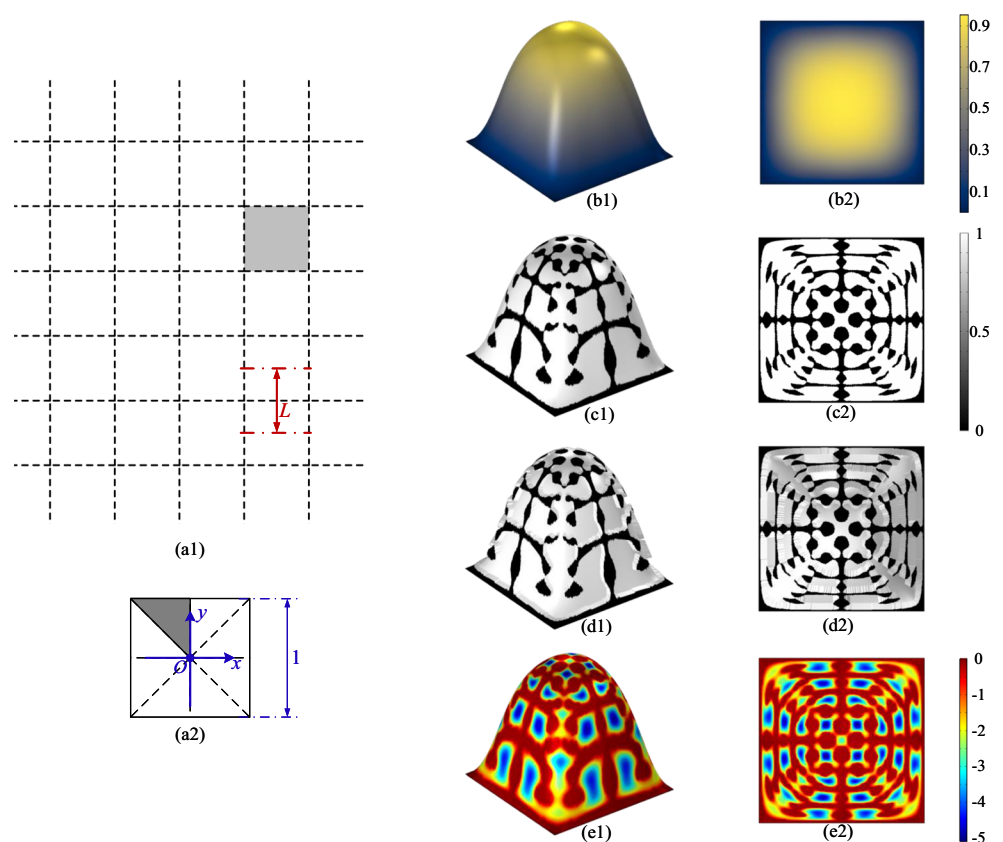 L
(a1)
y
O
x
1
(a2)
(b1)
(b2)
0.9
0.7
0.5
0.3
0.1
(c1)
(c2)
1
0.5
0
(d1)
(d2)
(e1)
(e2)
0
-1
-2
-3
-4
-5